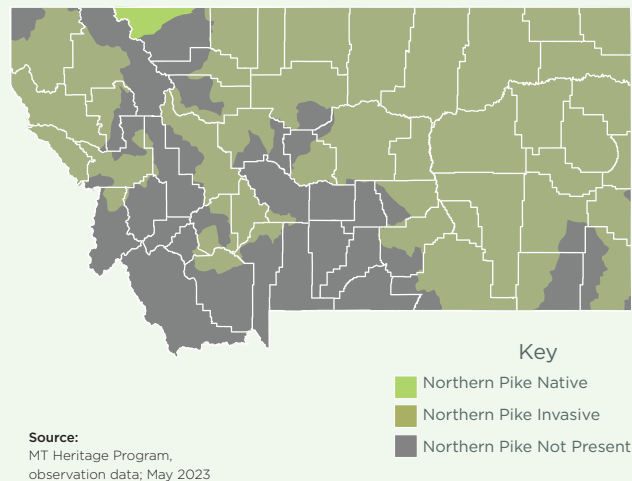 Key
Northern Pike Native
Northern Pike Invasive
Northern Pike Not Present
Source:
MT Heritage Program,
observation data; May 2023